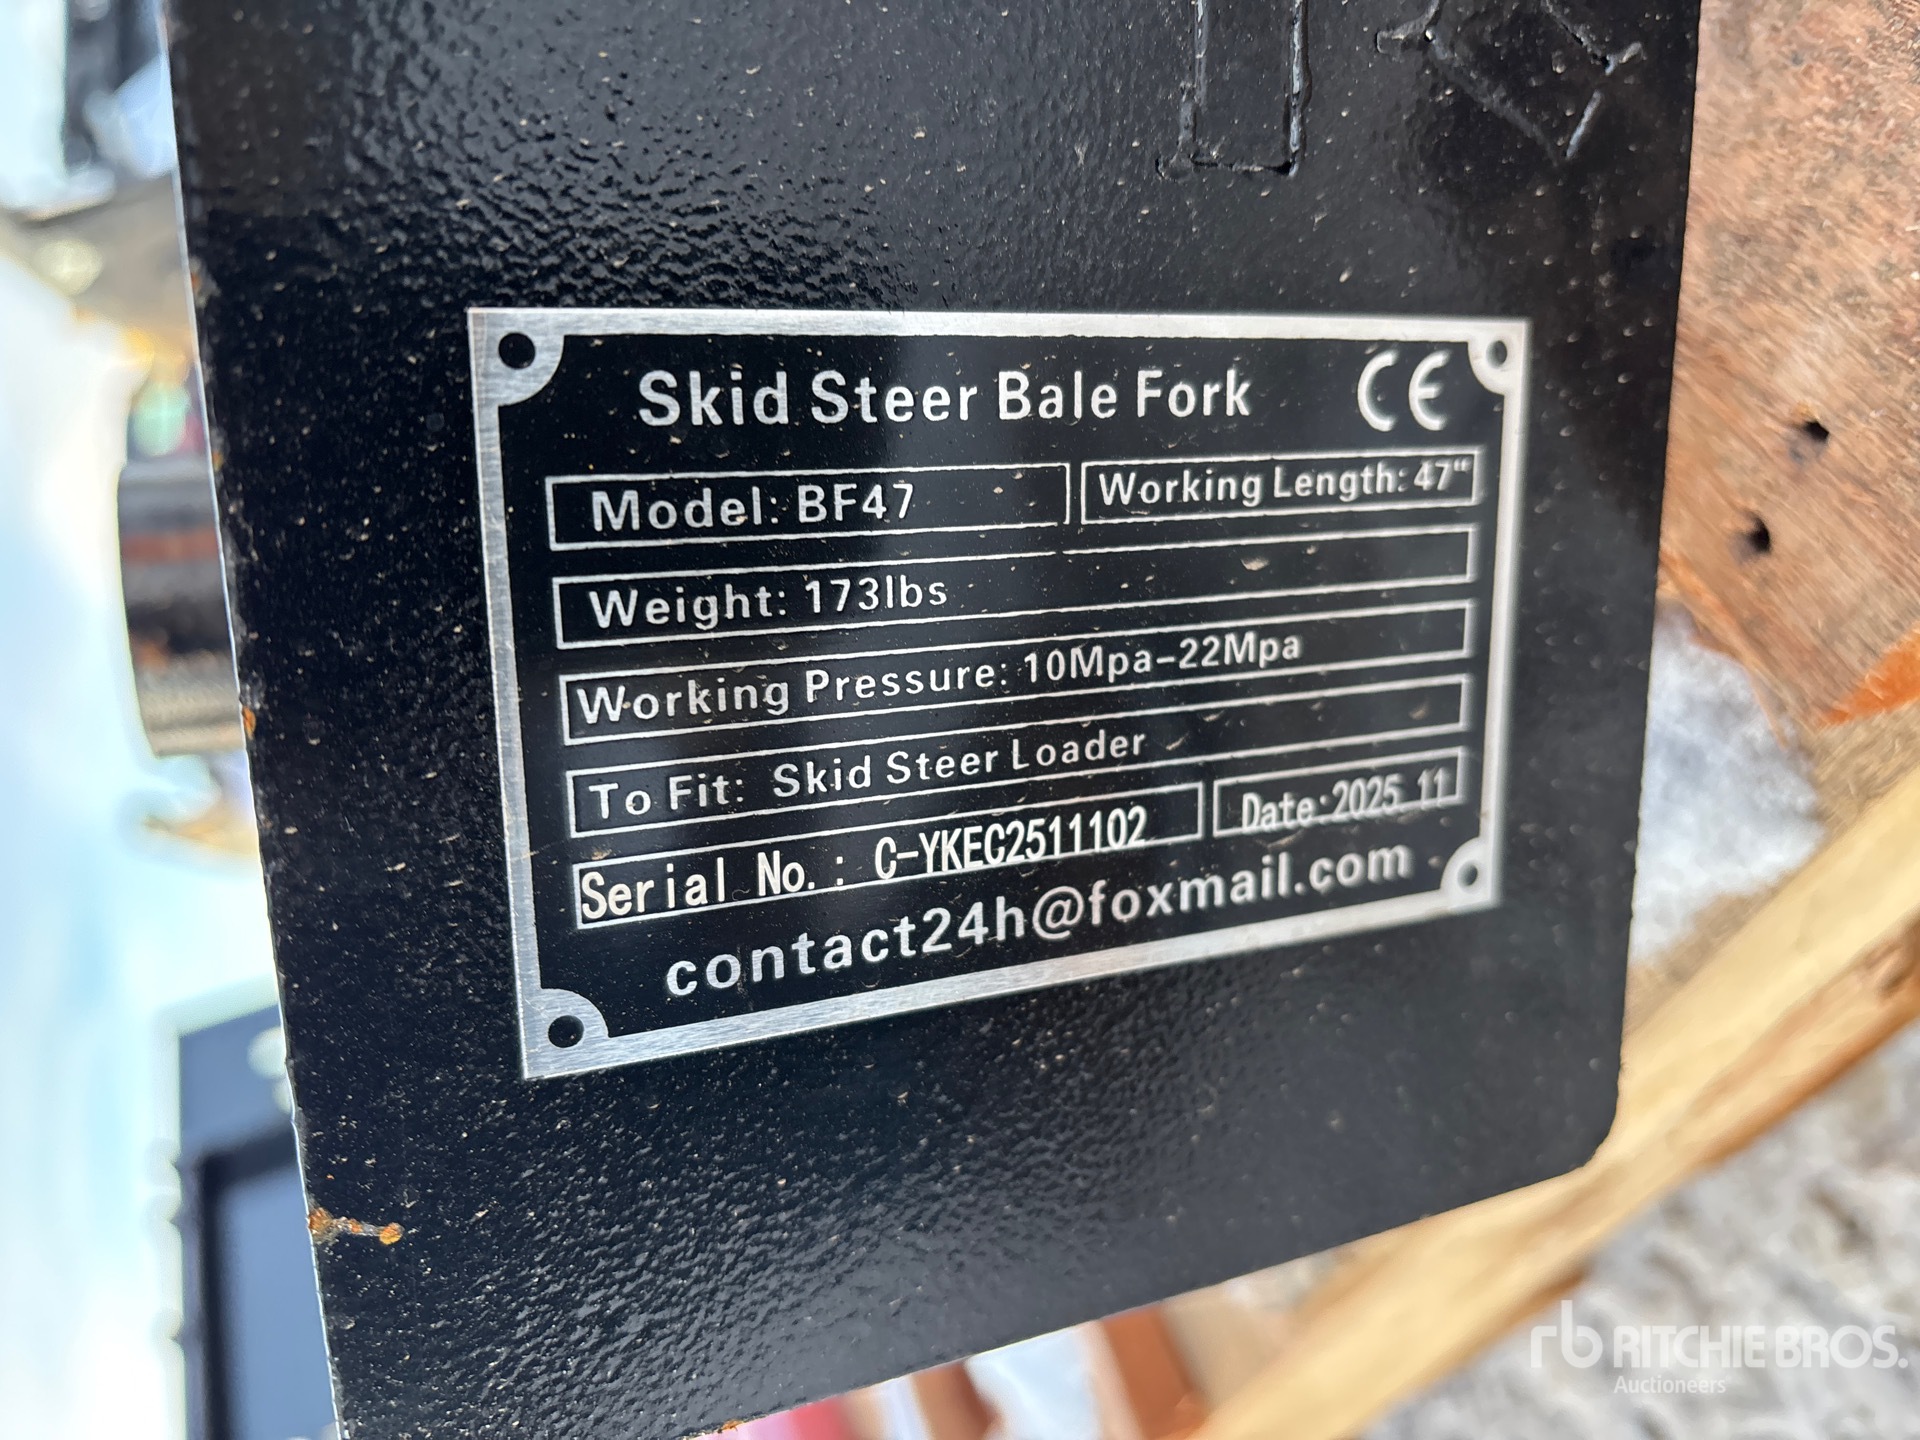 Skid Steer Bale Fork CE
Model: BF47
Working Length: 47"
Weight: 173lbs
Working Pressure: 10Mpa-22Mpa
To Fit: Skid Steer Loader
Serial No.: C-YKEC2511102
Date:2025.11
contact24h@foxmail.com
rb RITCHIE BROS.
Auctioneers